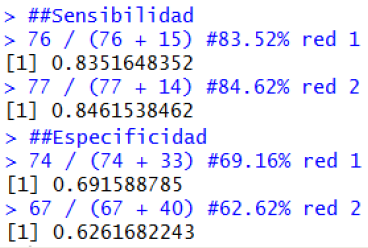 > ##Sensibilidad
> 76 / (76 + 15) #83.52% red 1
[1] 0.8351648352
> 77 / (77 + 14) #84.62% red 2
[1] 0.8461538462
> ##Especificidad
> 74 / (74 + 33) #69.16% red 1
[1] 0.691588785
> 67 / (67 + 40) #62.62% red 2
[1] 0.6261682243